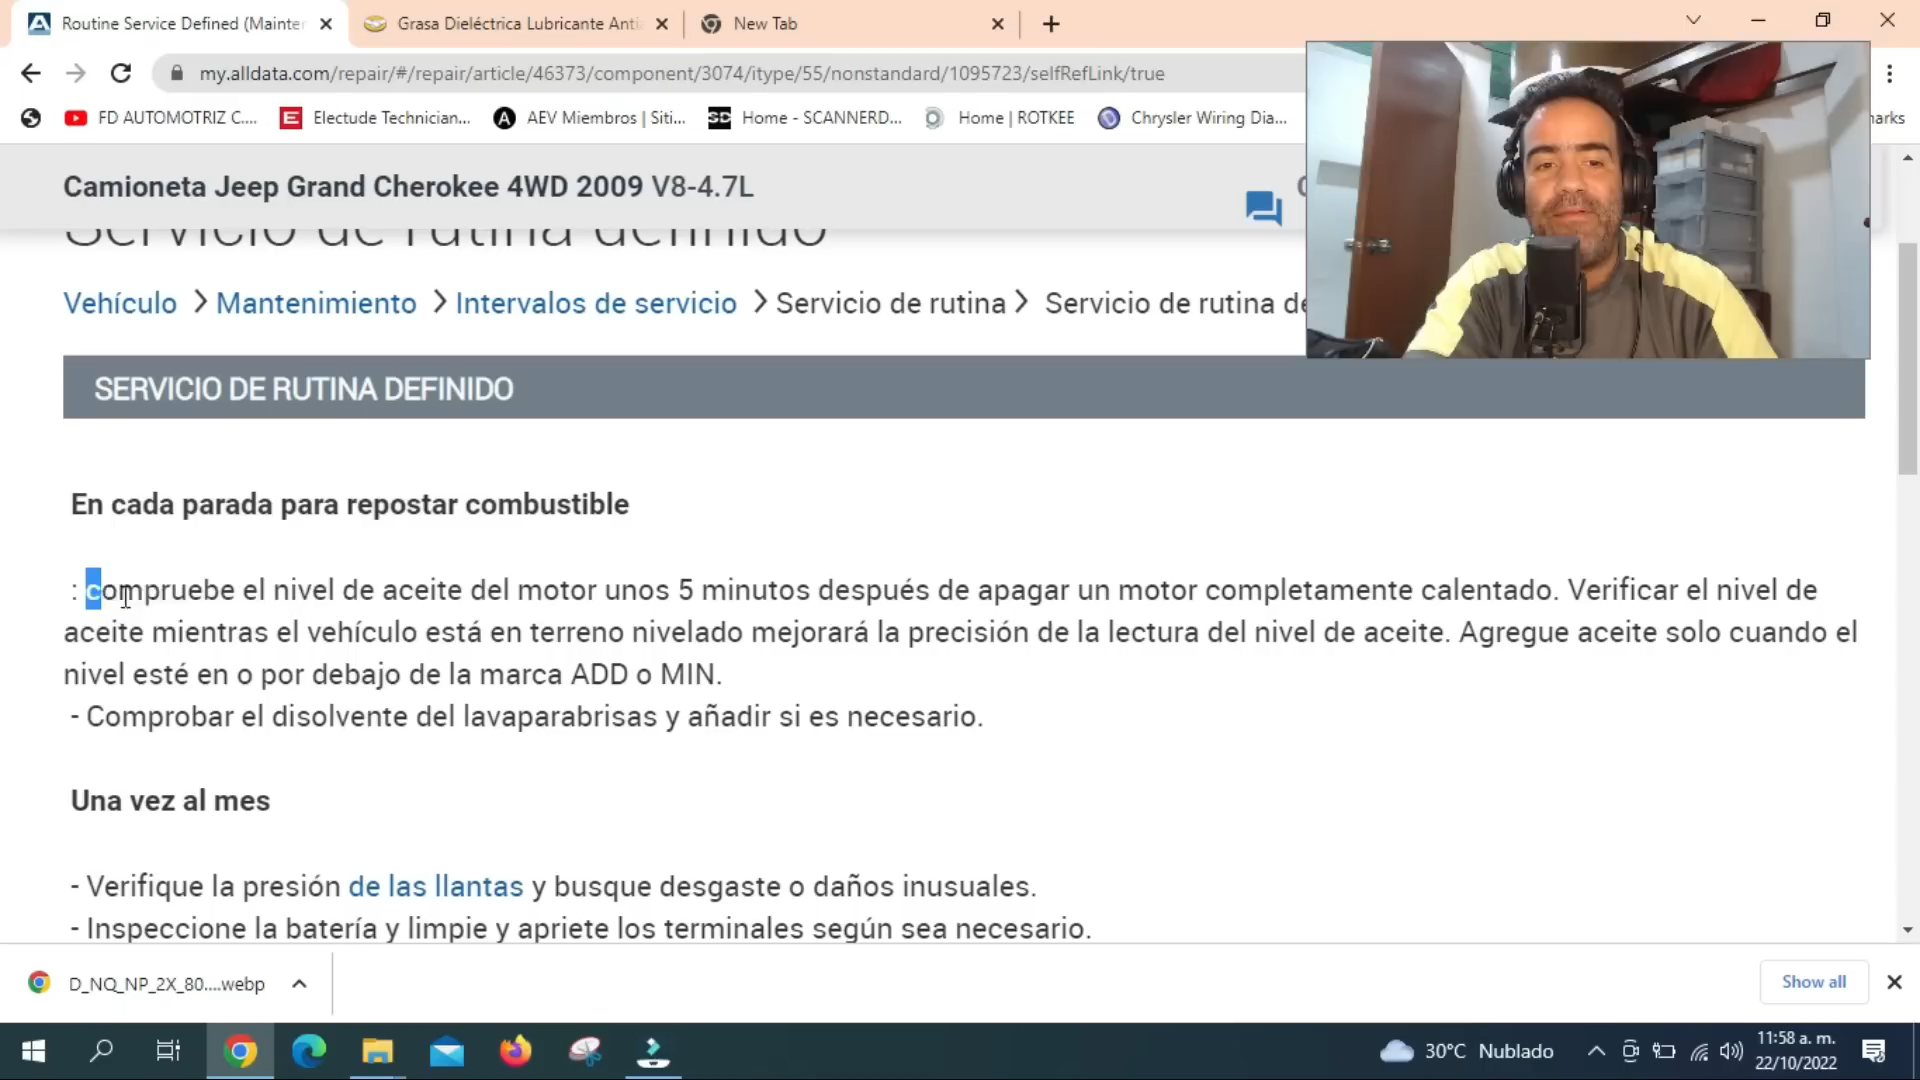 Routine Service Defined (Mainter
Grasa Dieléctrica Lubricante Anti
New Tab
my.alldata.com/repair/#/repair/article/46373/component/3074/itype/55/nonstandard/1095723/selfRefLink/true
FD AUTOMOTRIZ C....
Electude Technician...
AEV Miembros | Siti...
Home - SCANNERD...
Home | ROTKEE
Chrysler Wiring Dia...
arks
Camioneta Jeep Grand Cherokee 4WD 2009 V8-4.7L
Servicio de rutina definido
Vehículo > Mantenimiento > Intervalos de servicio > Servicio de rutina > Servicio de rutina de
SERVICIO DE RUTINA DEFINIDO
En cada parada para repostar combustible
: compruebe el nivel de aceite del motor unos 5 minutos después de apagar un motor completamente calentado. Verificar el nivel de
aceite mientras el vehículo está en terreno nivelado mejorará la precisión de la lectura del nivel de aceite. Agregue aceite solo cuando el
nivel esté en o por debajo de la marca ADD o MIN.
- Comprobar el disolvente del lavaparabrisas y añadir si es necesario.
Una vez al mes
- Verifique la presión de las llantas y busque desgaste o daños inusuales.
- Inspeccione la batería y limpie y apriete los terminales según sea necesario.
D_NQ_NP_2X_80....webp
Show all
30°C Nublado
11:58 a. m.
22/10/2022